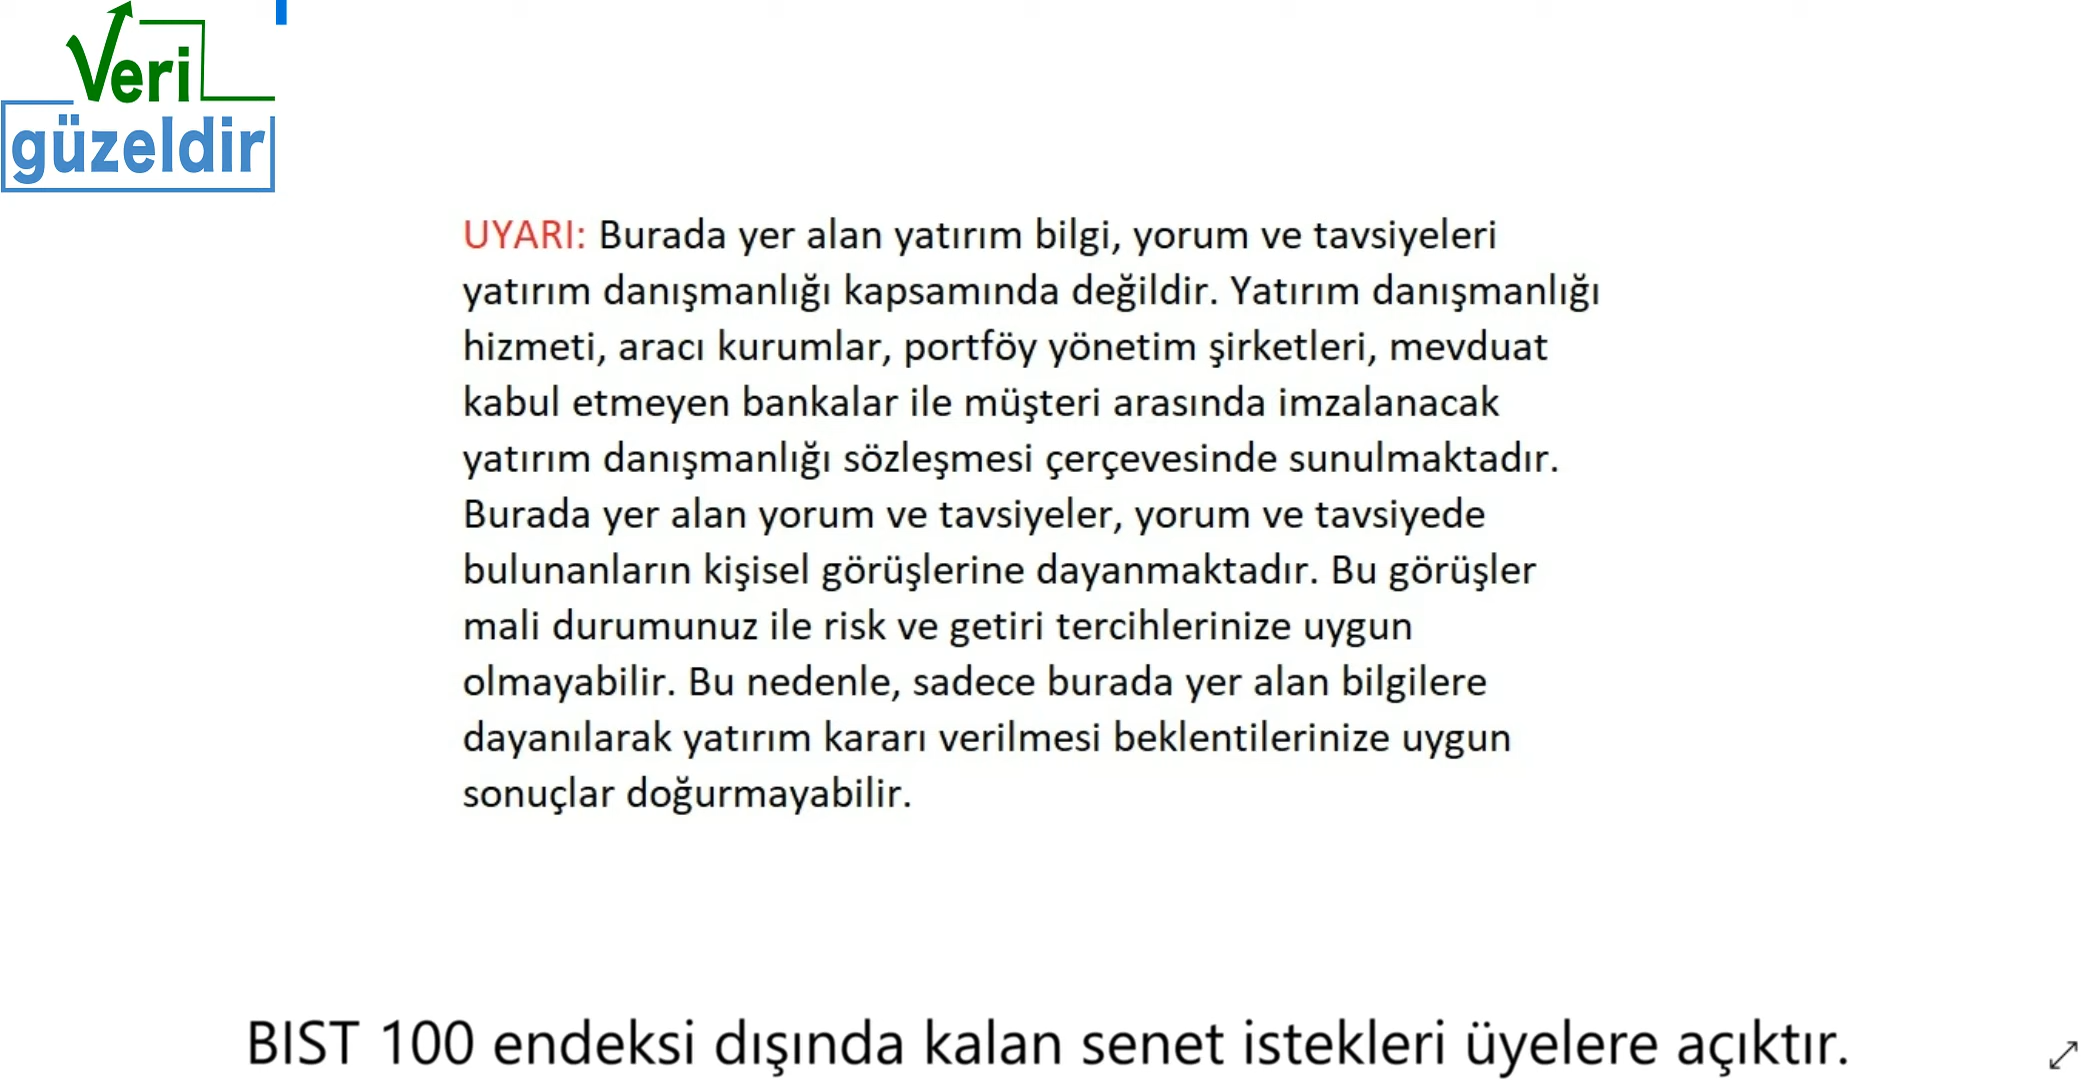 Veri
güzeldir
UYARI: Burada yer alan yatırım bilgi, yorum ve tavsiyeleri
yatırım danışmanlığı kapsamında değildir. Yatırım danışmanlığı
hizmeti, aracı kurumlar, portföy yönetim şirketleri, mevduat
kabul etmeyen bankalar ile müşteri arasında imzalanacak
yatırım danışmanlığı sözleşmesi çerçevesinde sunulmaktadır.
Burada yer alan yorum ve tavsiyeler, yorum ve tavsiyede
bulunanların kişisel görüşlerine dayanmaktadır. Bu görüşler
mali durumunuz ile risk ve getiri tercihlerinize uygun
olmayabilir. Bu nedenle, sadece burada yer alan bilgilere
dayanılarak yatırım kararı verilmesi beklentilerinize uygun
sonuçlar doğurmayabilir.
BIST 100 endeksi dışında kalan senet istekleri üyelere açıktır.